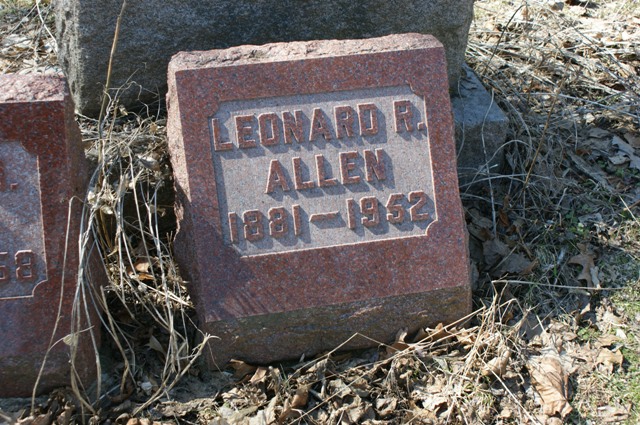 LEONARD R.
ALLEN
1881—1952
R.